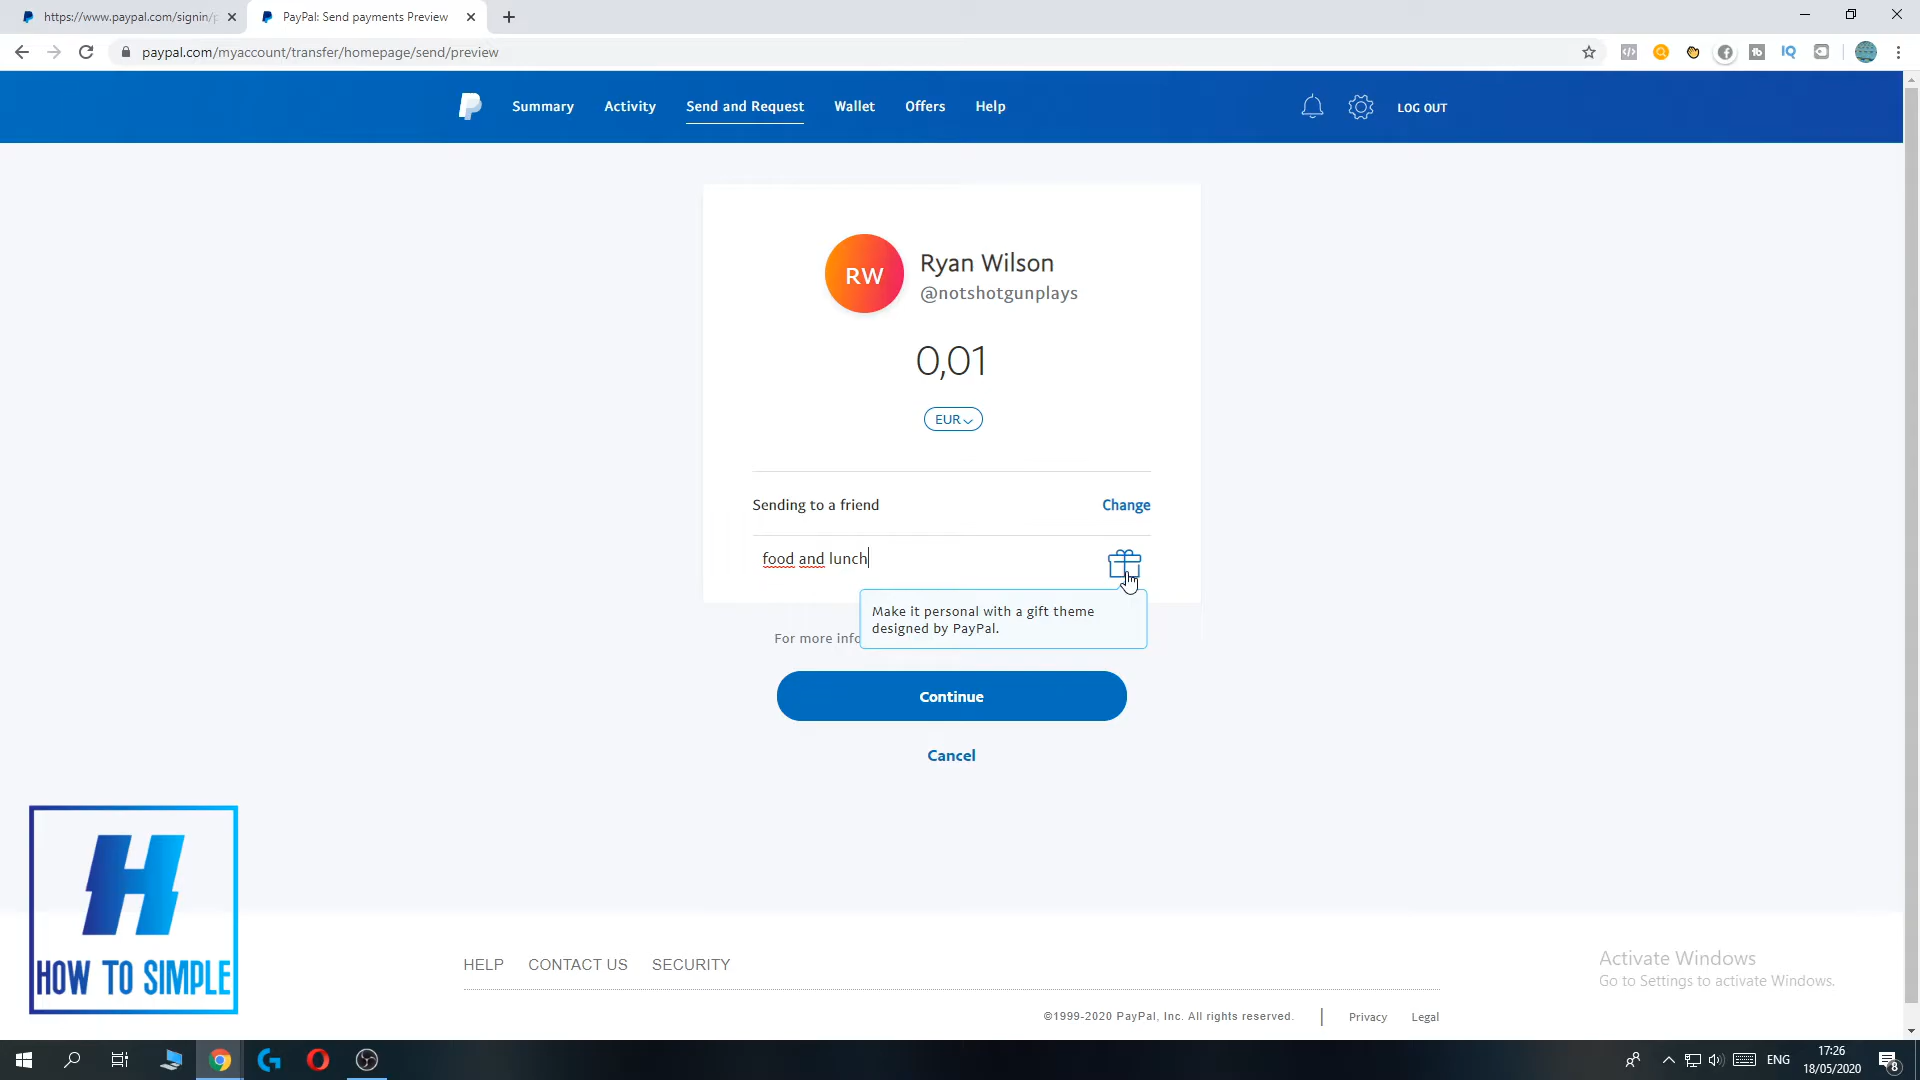 https://www.paypal.com/signin/
PayPal: Send payments Preview
paypal.com/myaccount/transfer/homepage/send/preview
Summary
Activity
Send and Request
Wallet
Offers
Help
LOG OUT
RW
Ryan Wilson
@notshotgunplays
0,01
EUR
Sending to a friend
Change
food and lunch
Make it personal with a gift theme
designed by PayPal.
For more info
Continue
Cancel
H
HOW TO SIMPLE
HELP
CONTACT US
SECURITY
Activate Windows
Go to Settings to activate Windows.
©1999-2020 PayPal, Inc. All rights reserved.
Privacy
Legal
ENG
17:26
18/05/2020
8